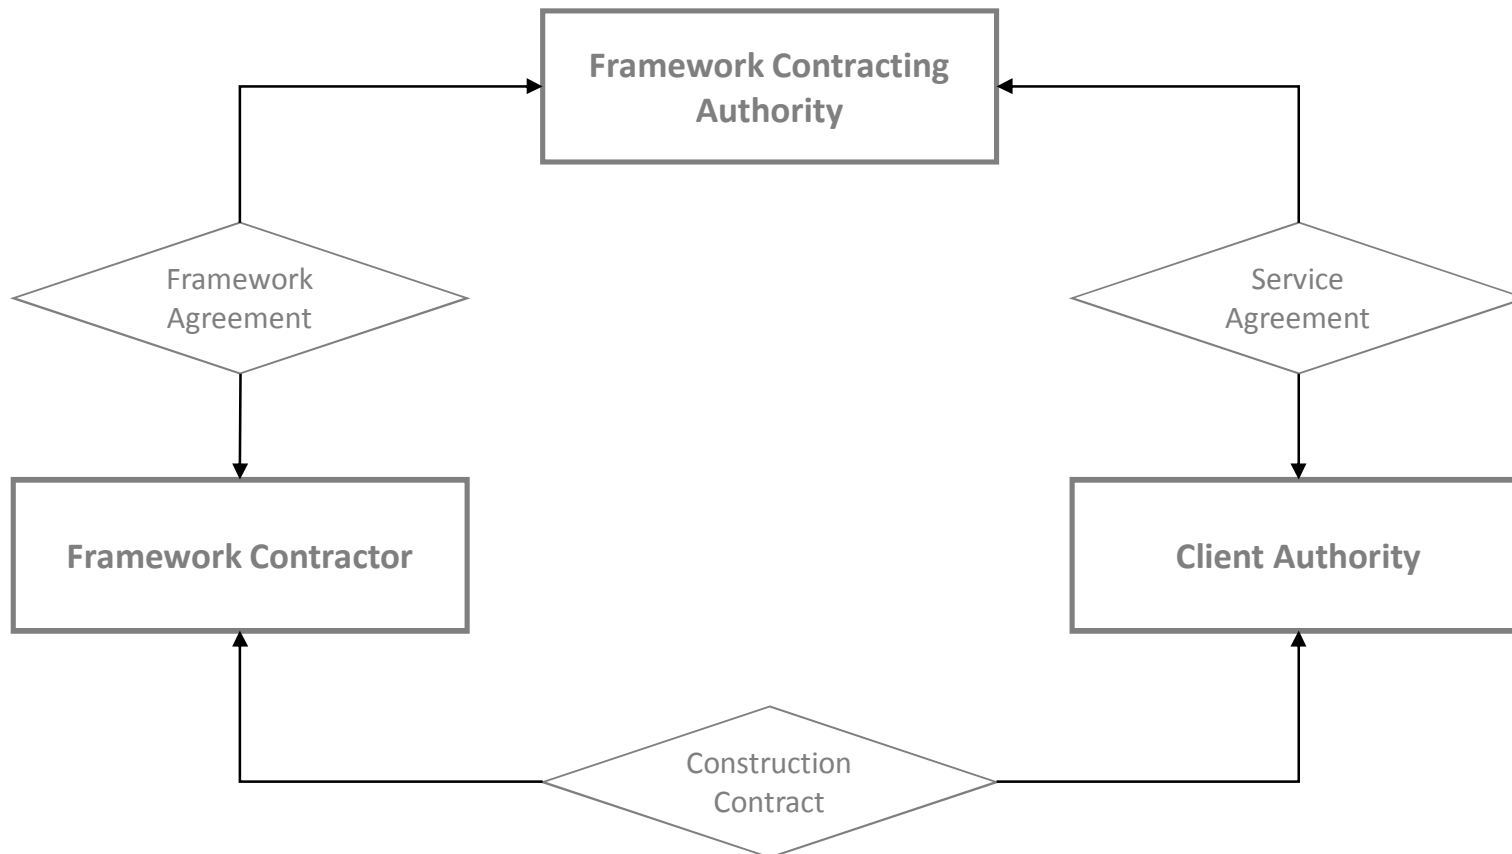 Framework Contracting
Authority
Framework
Agreement
Service
Agreement
Framework Contractor
Client Authority
Construction
Contract